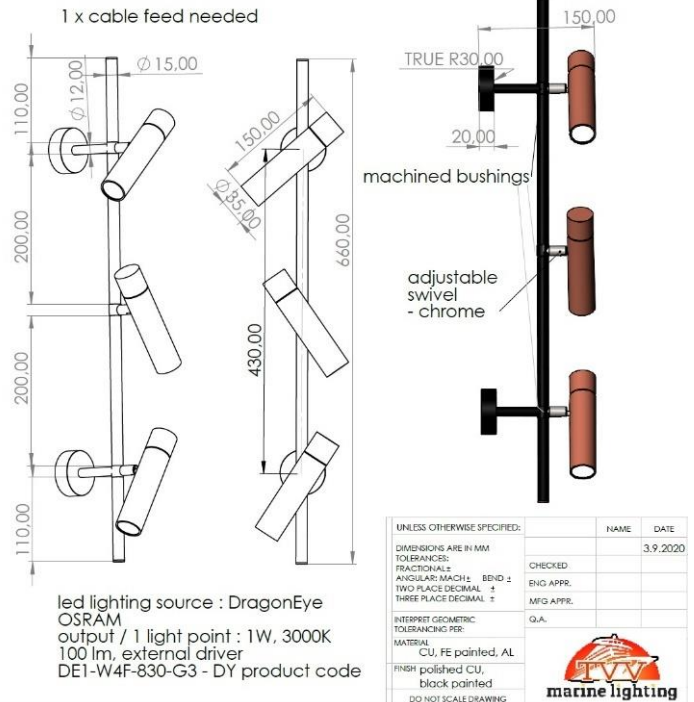 1 x cable feed needed
110,00
Ø 12,00
Ø 15,00
200,00
200,00
110,00
150,00
Ø 35,00
430,00
660,00
150,00
TRUE R30,00
20,00
machined bushings
adjustable
swivel
- chrome
led lighting source : DragonEye
OSRAM
output / 1 light point : 1W, 3000K
100 lm, external driver
DE1-W4F-830-G3 - DY product code
UNLESS OTHERWISE SPECIFIED:
NAME
DATE
DIMENSIONS ARE IN MM
TOLERANCES:
FRACTIONAL±
ANGULAR: MACH± BEND ±
TWO PLACE DECIMAL ±
THREE PLACE DECIMAL ±
3.9.2020
CHECKED
ENG APPR.
MFG APPR.
INTERPRET GEOMETRIC
TOLERANCING PER:
Q.A.
MATERIAL
CU, FE painted, AL
FINISH polished CU,
black painted
DO NOT SCALE DRAWING
TVV
marine lighting